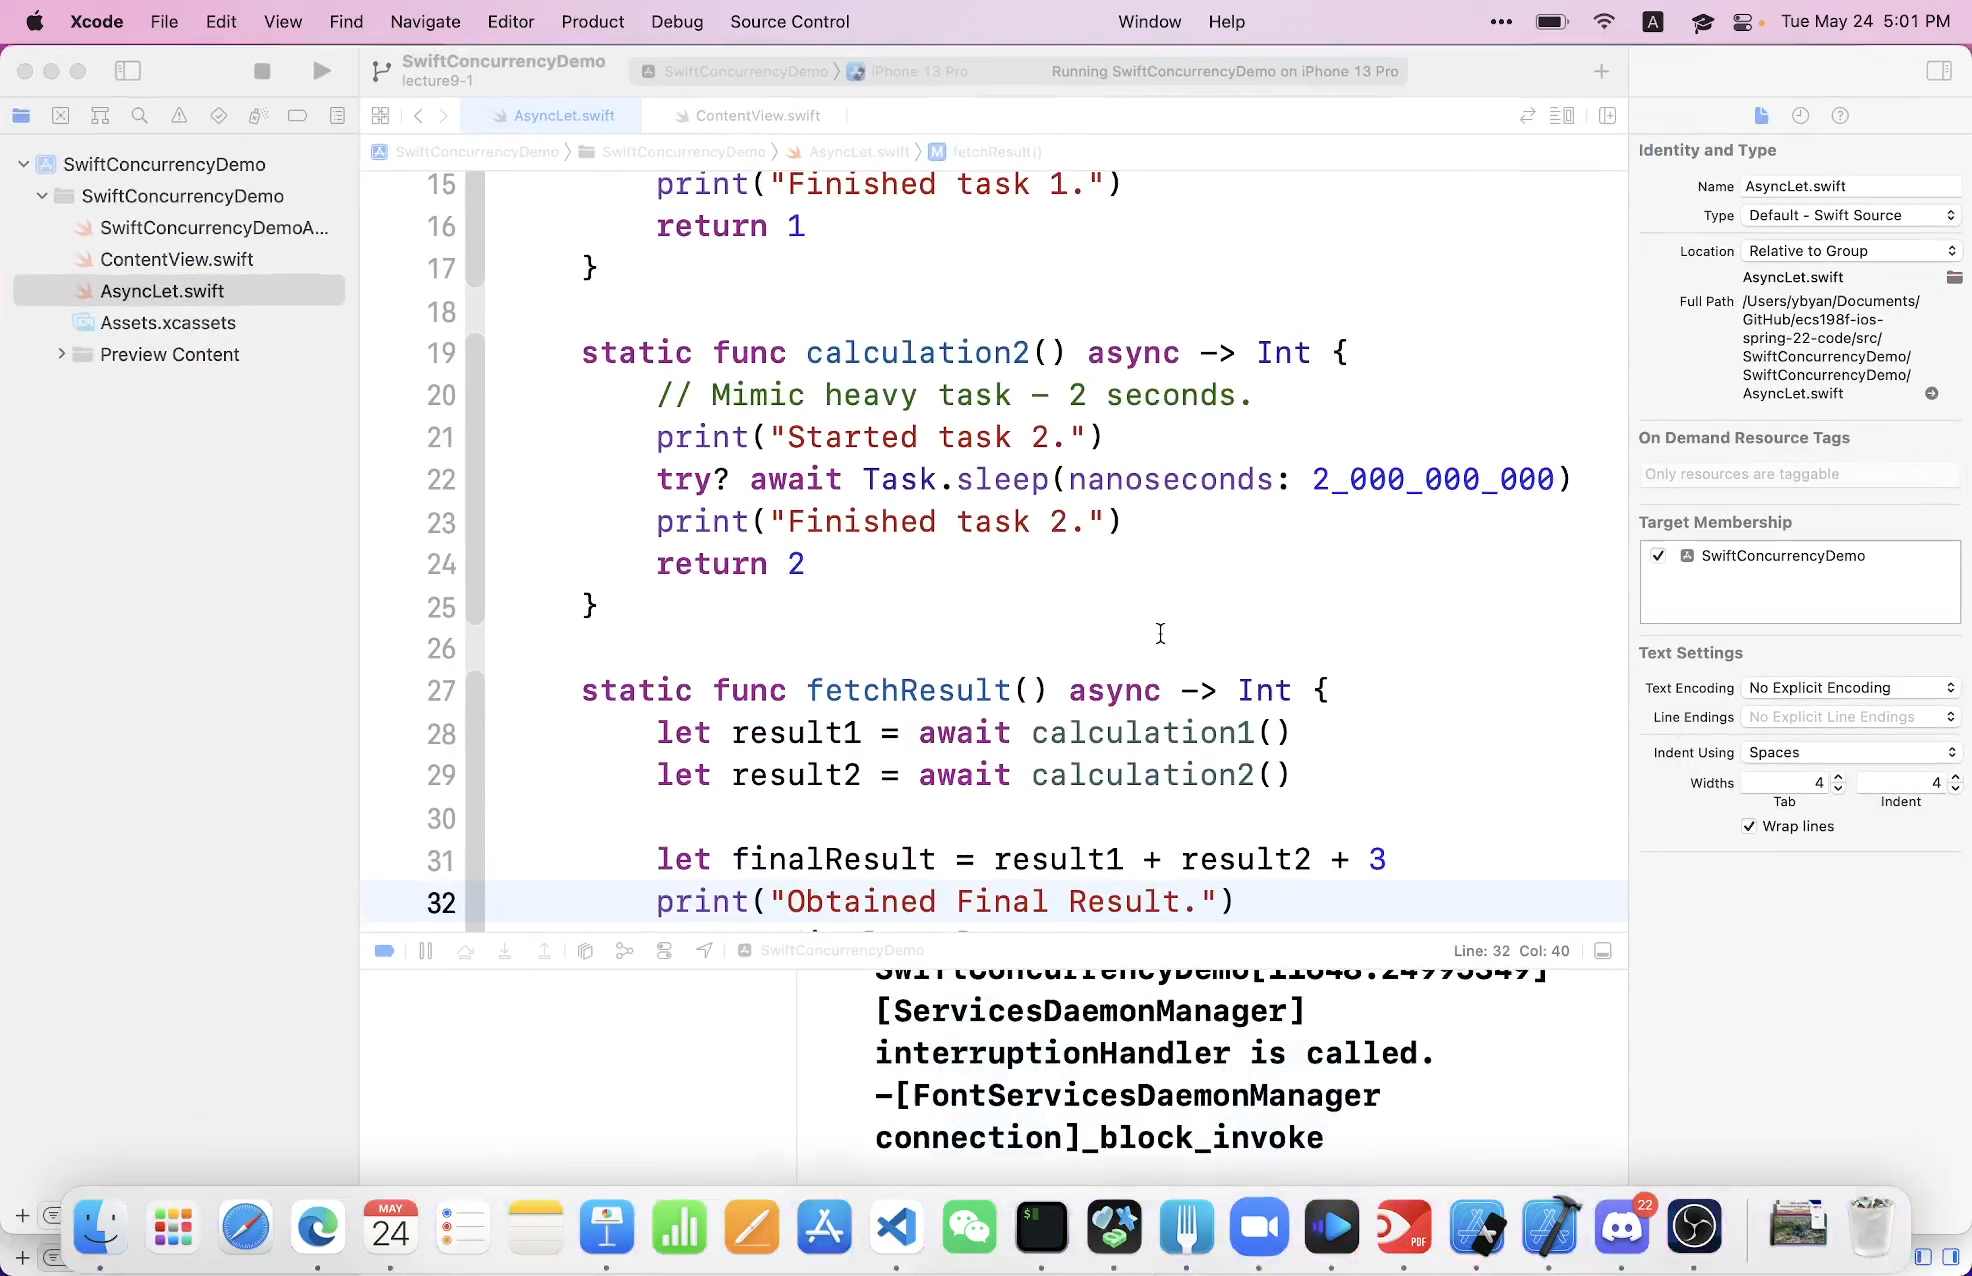 Xcode File Edit View Find Navigate Editor Product Debug Source Control Window Help A Tue May 24 5:01 PM
SwiftConcurrencyDemo
lecture9-1
SwiftConcurrencyDemo iPhone 13 Pro
Running SwiftConcurrencyDemo on iPhone 13 Pro
SwiftConcurrencyDemo
SwiftConcurrencyDemo
SwiftConcurrencyDemoA...
ContentView.swift
AsyncLet.swift
Assets.xcassets
Preview Content
AsyncLet.swift ContentView.swift
SwiftConcurrencyDemo SwiftConcurrencyDemo AsyncLet.swift M fetchResult()
15 print("Finished task 1.")
16 return 1
17 }
18
19 static func calculation2() async -> Int {
20 // Mimic heavy task - 2 seconds.
21 print("Started task 2.")
22 try? await Task.sleep(nanoseconds: 2_000_000_000)
23 print("Finished task 2.")
24 return 2
25 }
26
27 static func fetchResult() async -> Int {
28 let result1 = await calculation1()
29 let result2 = await calculation2()
30
31 let finalResult = result1 + result2 + 3
32 print("Obtained Final Result.")
SwiftConcurrencyDemo
Line: 32 Col: 40
[ServicesDaemonManager]
interruptionHandler is called.
-[FontServicesDaemonManager
connection]_block_invoke
Identity and Type
Name AsyncLet.swift
Type Default - Swift Source
Location Relative to Group
AsyncLet.swift
Full Path /Users/ybyan/Documents/
GitHub/ecs198f-ios-
spring-22-code/src/
SwiftConcurrencyDemo/
SwiftConcurrencyDemo/
AsyncLet.swift
On Demand Resource Tags
Only resources are taggable
Target Membership
SwiftConcurrencyDemo
Text Settings
Text Encoding No Explicit Encoding
Line Endings No Explicit Line Endings
Indent Using Spaces
Widths 4 4
Tab Indent
Wrap lines
MAY
24
$
PDF
22